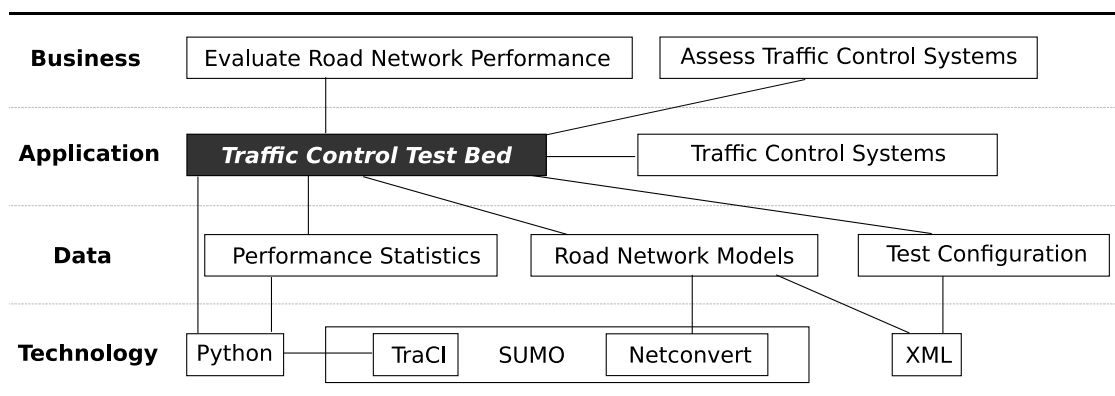 Business
Evaluate Road Network Performance
Assess Traffic Control Systems
Application
Traffic Control Test Bed
Traffic Control Systems
Data
Performance Statistics
Road Network Models
Test Configuration
Technology
Python
TraCI
SUMO
Netconvert
XML